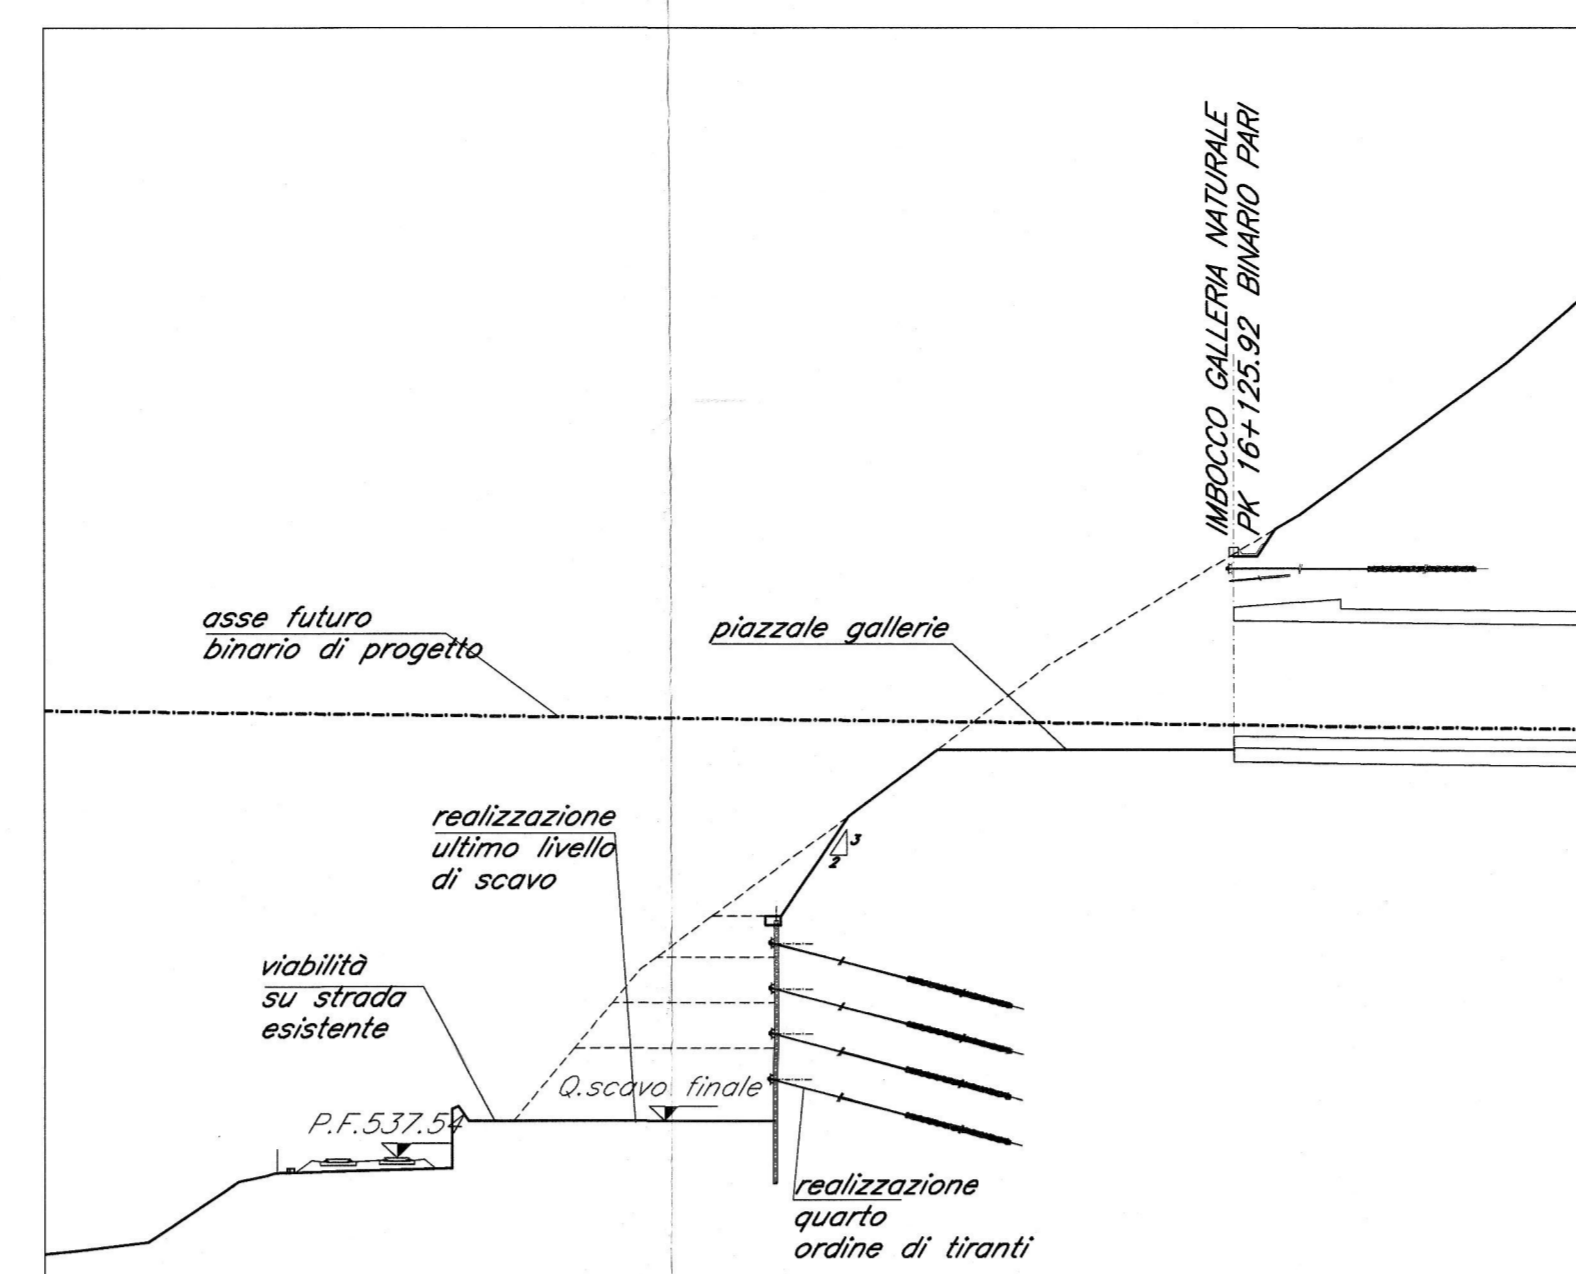 IMBOCCO GALLERIA NATURALE
PK 16+125.92 BINARIO PARI
asse futuro
binario di progetto
piazzale gallerie
realizzazione
ultimo livello
di scavo
3
2
viabilità
su strada
esistente
Q.scavo finale
P.F.537.54
realizzazione
quarto
ordine di tiranti